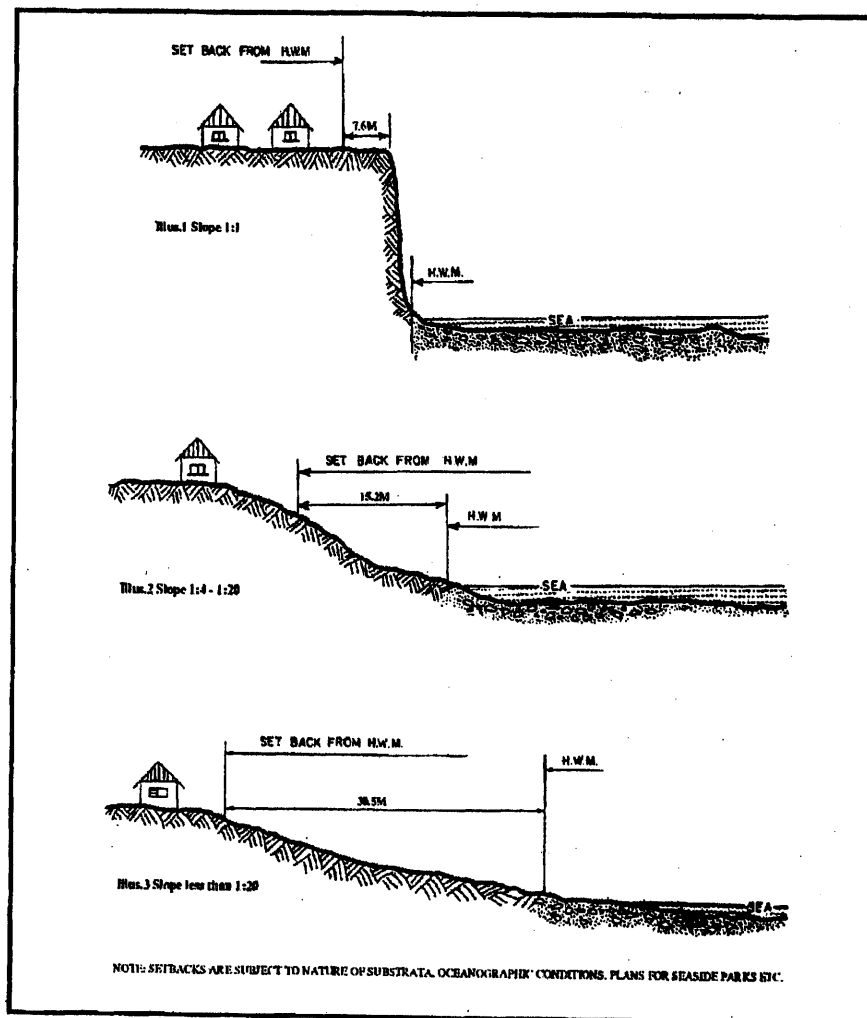 SET BACK FROM H.W.M
7.6M
Illus.1 Slope 1:1
H.W.M.
SEA
SET BACK FROM H.W.M
15.2M
H.W.M
Illus.2 Slope 1:4 - 1:20
SEA
SET BACK FROM H.W.M.
H.W.M.
30.5M
Illus.3 Slope less than 1:20
SEA
NOTE: SETBACKS ARE SUBJECT TO NATURE OF SUBSTRATA, OCEANOGRAPHIC CONDITIONS, PLANS FOR SEASIDE PARKS ETC.